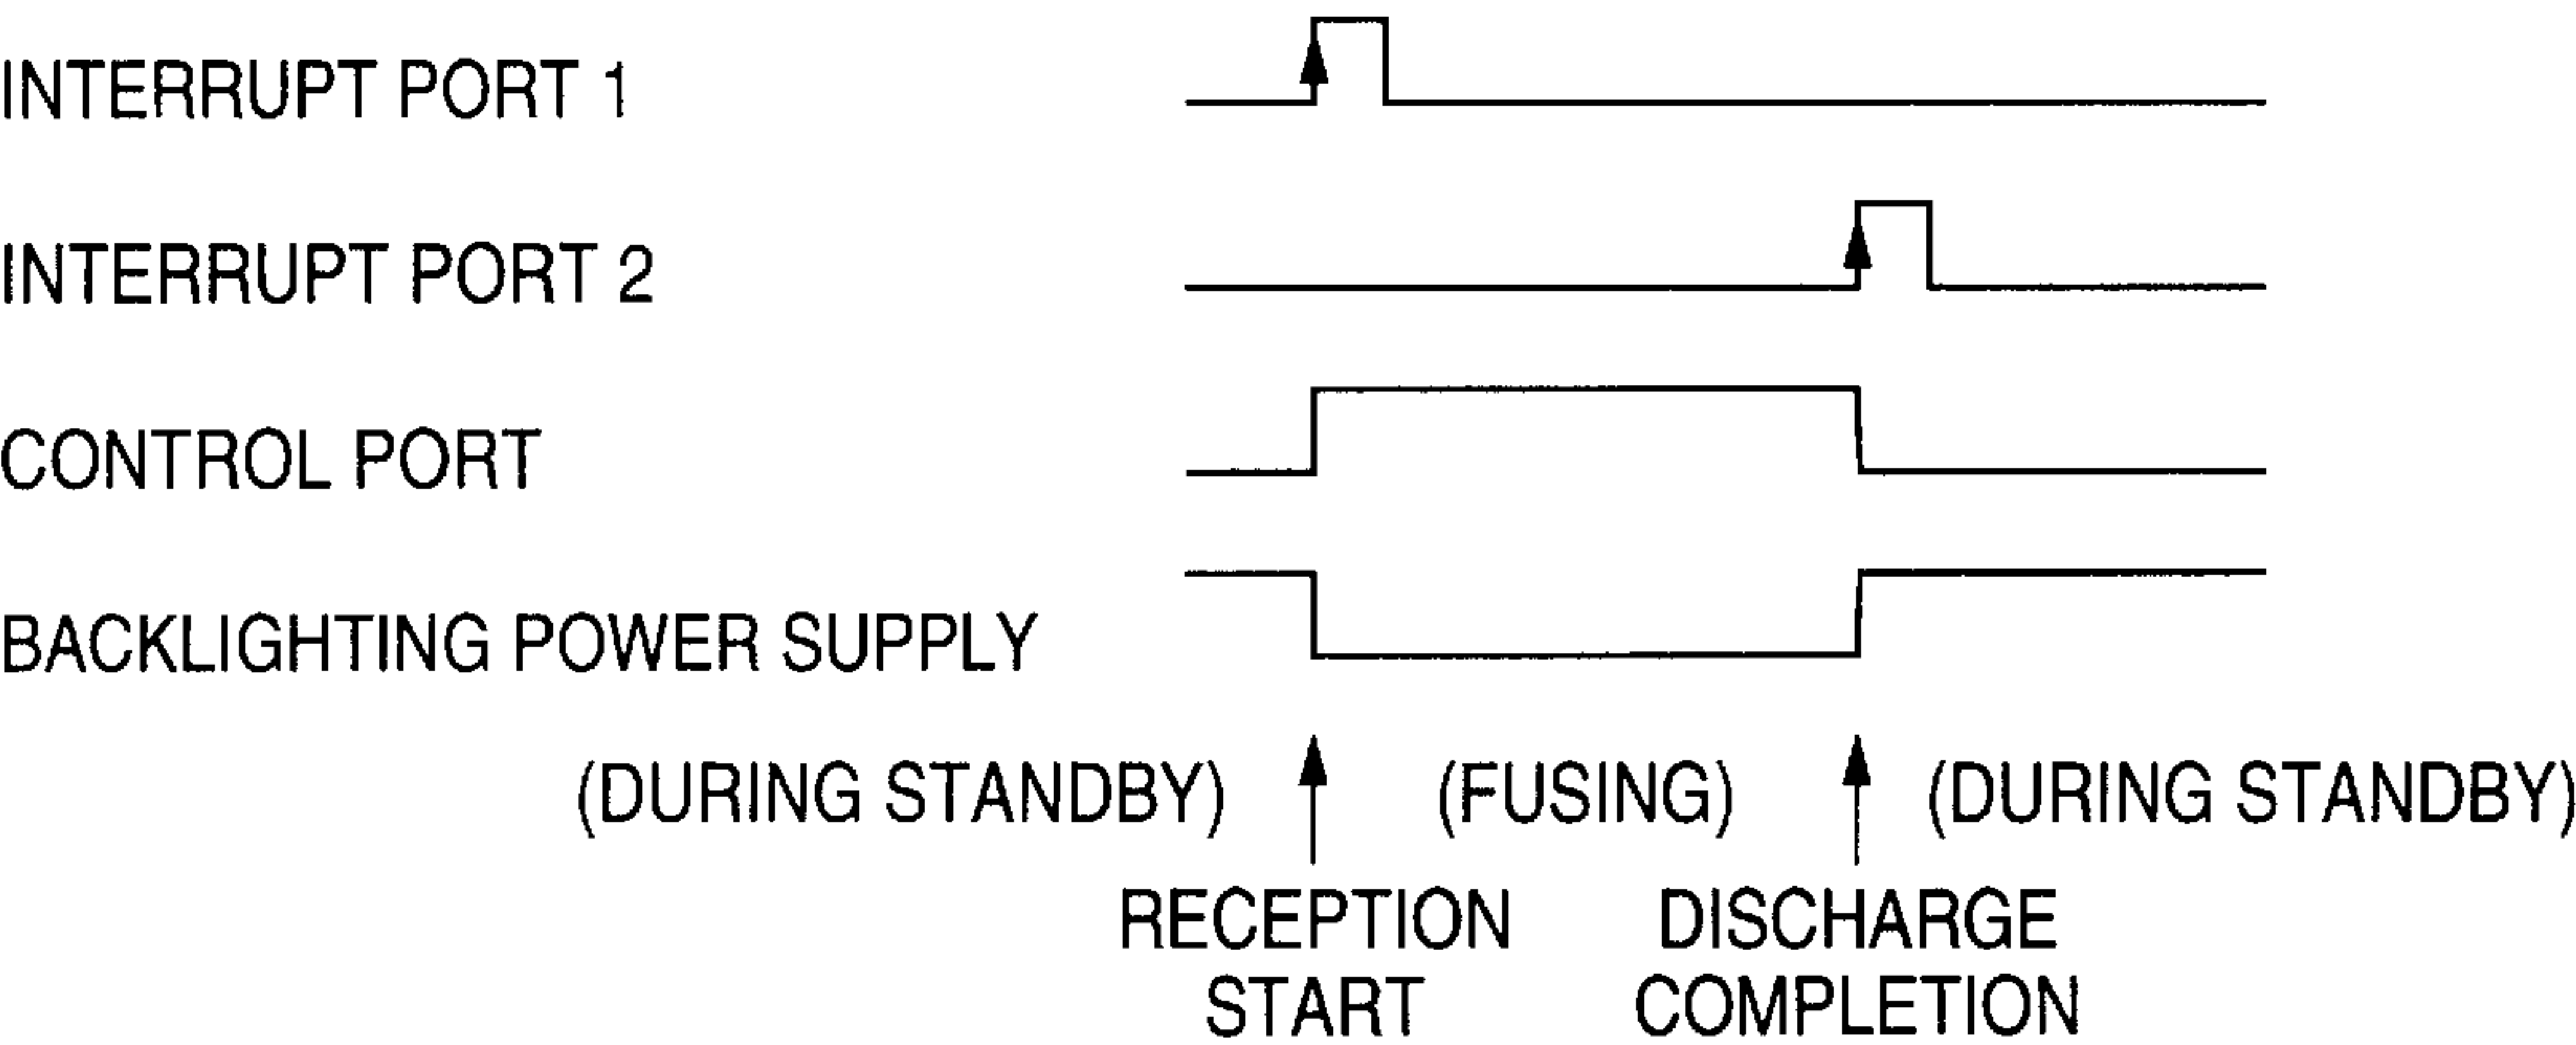 INTERRUPT PORT 1
INTERRUPT PORT 2
CONTROL PORT
BACKLIGHTING POWER SUPPLY
(DURING STANDBY) (FUSING) (DURING STANDBY)
RECEPTION DISCHARGE
START COMPLETION